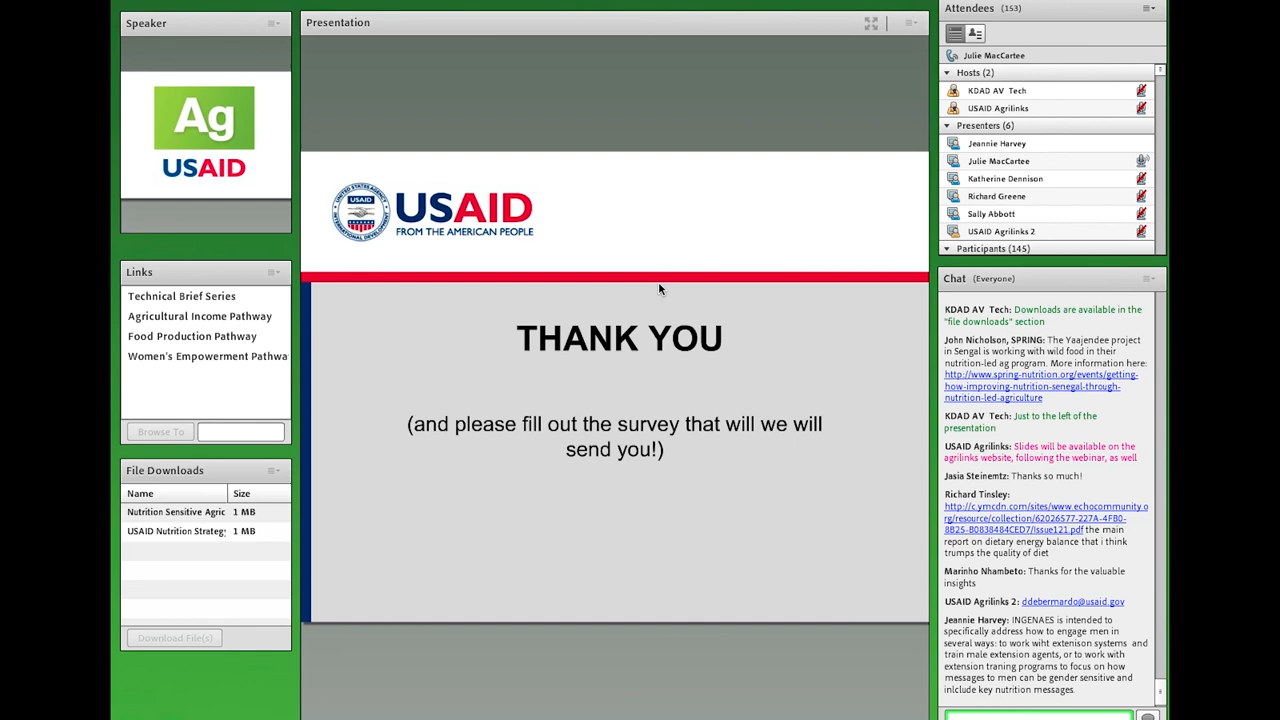 Speaker
Ag
USAID
Links
Technical Brief Series
Agricultural Income Pathway
Food Production Pathway
Women's Empowerment Pathwa
Browse To
File Downloads
Name Size
Nutrition Sensitive Agric 1 MB
USAID Nutrition Strateg 1 MB
Download File(s)
Presentation
UNITED STATES AGENCY
USAID
INTERNATIONAL DEVELOPMENT
USAID
FROM THE AMERICAN PEOPLE
THANK YOU
(and please fill out the survey that will we will
send you!)
Attendees (153)
Julie MacCartee
Hosts (2)
KDAD AV Tech
USAID Agrilinks
Presenters (6)
Jeannie Harvey
Julie MacCartee
Katherine Dennison
Richard Greene
Sally Abbott
USAID Agrilinks 2
Participants (145)
Chat (Everyone)
KDAD AV Tech: Downloads are available in the
"file downloads" section
John Nicholson, SPRING: The Yaajendee project
in Sengal is working with wild food in their
nutrition-led ag program. More information here:
http://www.spring-nutrition.org/events/getting-
how-improving-nutrition-senegal-through-
nutrition-led-agriculture
KDAD AV Tech: Just to the left of the
presentation
USAID Agrilinks: Slides will be available on the
agrilinks website, following the webinar, as well
Jasia Steinemtz: Thanks so much!
Richard Tinsley:
http://c.ymcdn.com/sites/www.echocommunity.o
rg/resource/collection/62026577-227A-4FB0-
8B25-B0838484CED7/Issue121.pdf the main
report on dietary energy balance that i think
trumps the quality of diet
Marinho Nhambeto: Thanks for the valuable
insights
USAID Agrilinks 2: ddebermardo@usaid.gov
Jeannie Harvey: INGENAES is intended to
specifically address how to engage men in
several ways: to work wiht extenison systems and
train male extension agents, or to work with
extension traning programs to focus on how
messages to men can be gender sensitive and
inlclude key nutrition messages.